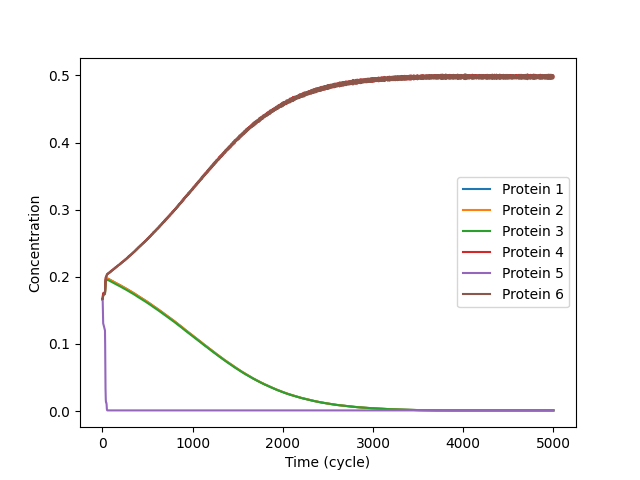 0.5
0.4
0.3
0.2
0.1
0.0
Concentration
0 1000 2000 3000 4000 5000
Time (cycle)
Protein 1
Protein 2
Protein 3
Protein 4
Protein 5
Protein 6